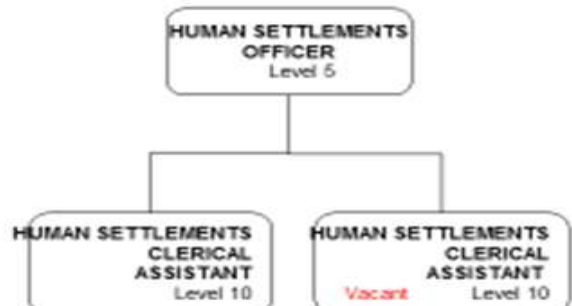 HUMAN SETTLEMENTS
OFFICER
Level 5
HUMAN SETTLEMENTS
CLERICAL
ASSISTANT
Level 10
HUMAN SETTLEMENTS
CLERICAL
ASSISTANT
Vacant Level 10